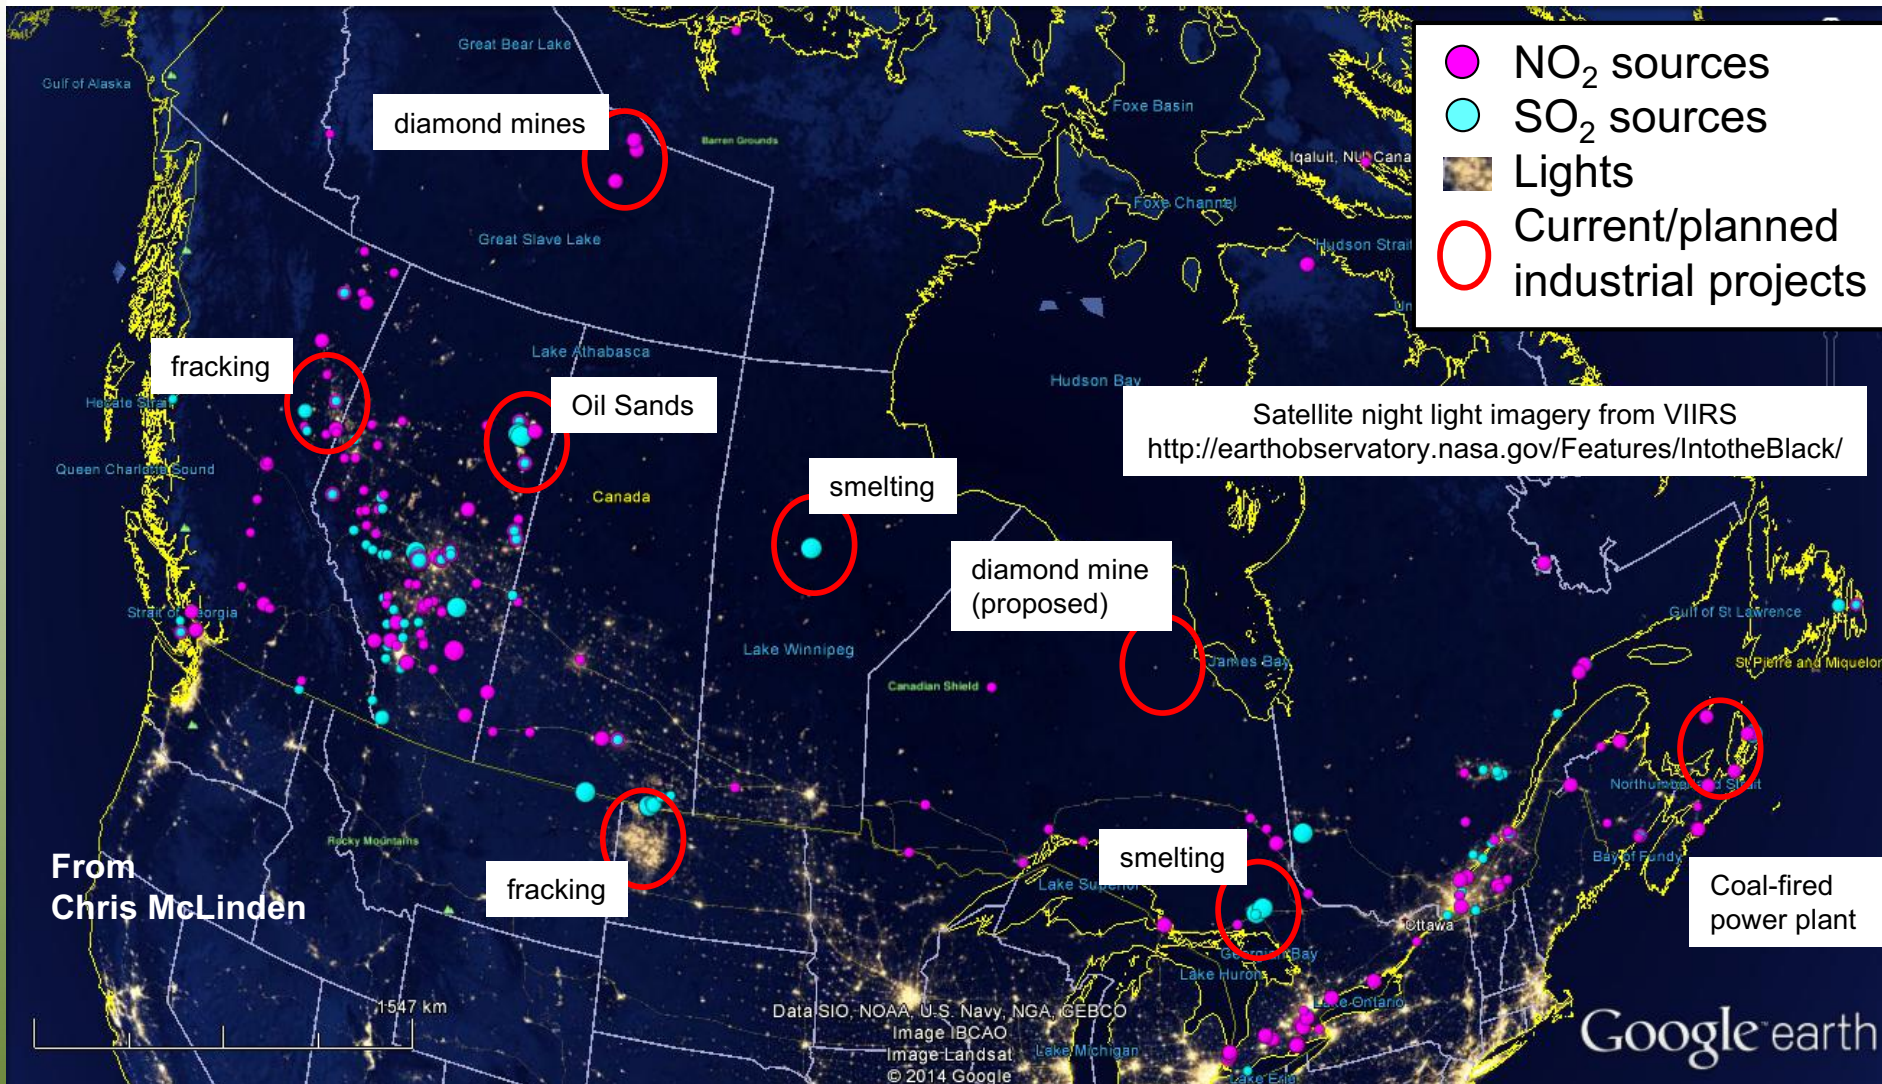 NO₂ sources
SO₂ sources
Lights
Current/planned
industrial projects
Great Bear Lake
Gulf of Alaska
diamond mines
Barren Grounds
Foxe Basin
Iqaluit, NU, Cana
Foxe Channel
Great Slave Lake
Hudson Strait
Un
fracking
Lake Athabasca
Hudson Bay
Hecate Strait
Oil Sands
Satellite night light imagery from VIIRS
http://earthobservatory.nasa.gov/Features/IntotheBlack/
Queen Charlotte Sound
Canada
smelting
diamond mine
(proposed)
Strait of Georgia
Gulf of St Lawrence
Lake Winnipeg
James Bay
St Pierre and Miquelon
Canadian Shield
Northumberland Strait
Rocky Mountains
smelting
Bay of Fundy
From
Chris McLinden
fracking
Lake Superior
Coal-fired
power plant
Ottawa
Georgian Bay
Lake Huron
1547 km
Lake Ontario
Data SIO, NOAA, U.S. Navy, NGA, GEBCO
Image IBCAO
Image Landsat
© 2014 Google
Lake Michigan
Lake Erie
Google earth